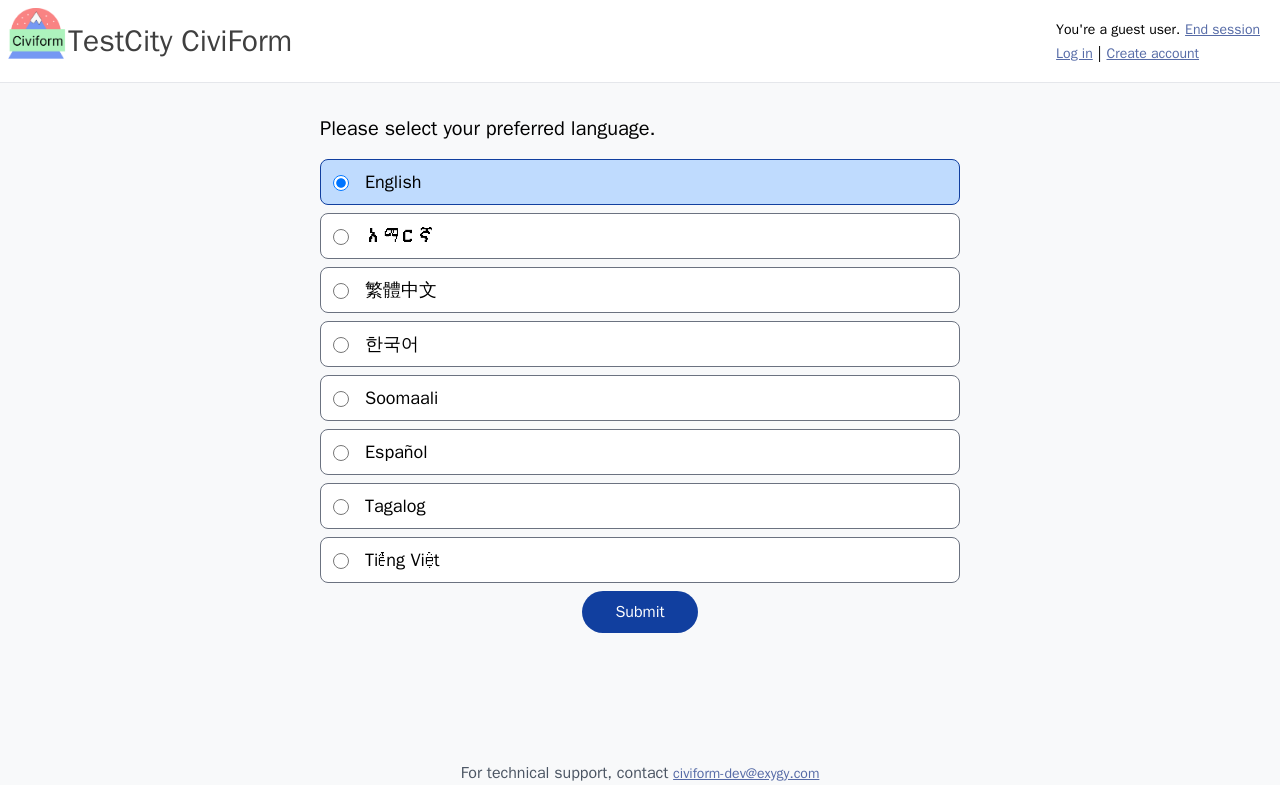 Civiform
TestCity CiviForm
You're a guest user. End session
Log in | Create account
Please select your preferred language.
English
አማርኛ
繁體中文
한국어
Soomaali
Español
Tagalog
Tiếng Việt
Submit
For technical support, contact civiform-dev@exygy.com